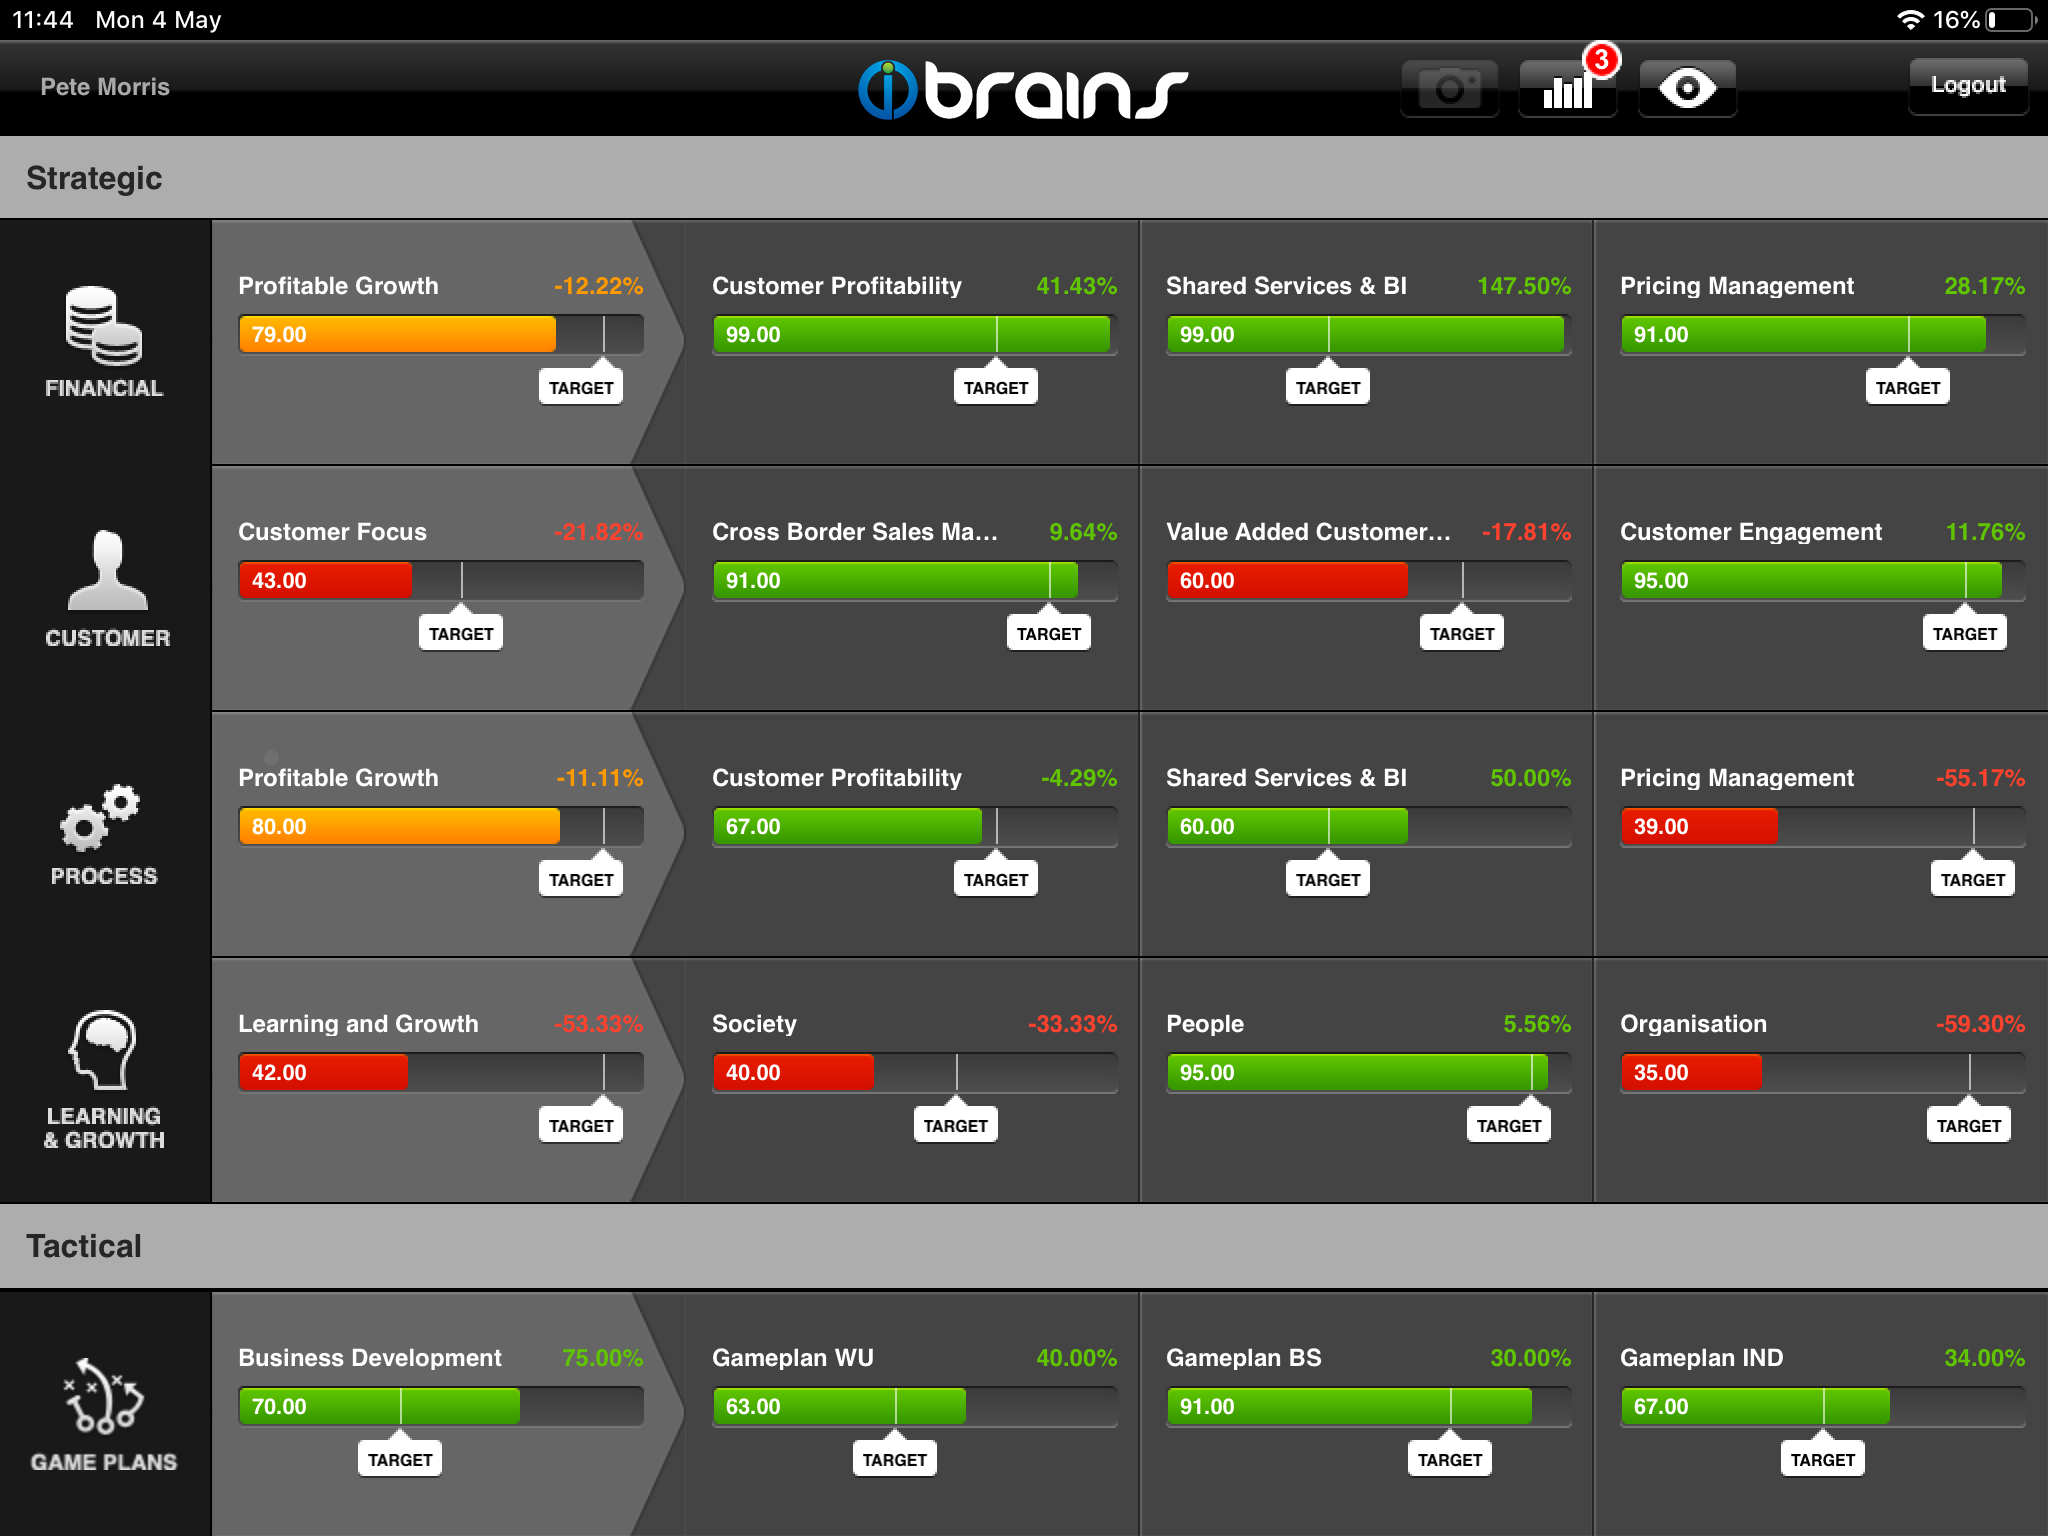 11:44 Mon 4 May 16%
Pete Morris
brains
3
Logout
Strategic
FINANCIAL
Profitable Growth -12.22%
79.00
TARGET
Customer Profitability 41.43%
99.00
TARGET
Shared Services & BI 147.50%
99.00
TARGET
Pricing Management 28.17%
91.00
TARGET
CUSTOMER
Customer Focus -21.82%
43.00
TARGET
Cross Border Sales Ma... 9.64%
91.00
TARGET
Value Added Customer... -17.81%
60.00
TARGET
Customer Engagement 11.76%
95.00
TARGET
PROCESS
Profitable Growth -11.11%
80.00
TARGET
Customer Profitability -4.29%
67.00
TARGET
Shared Services & BI 50.00%
60.00
TARGET
Pricing Management -55.17%
39.00
TARGET
LEARNING
& GROWTH
Learning and Growth -53.33%
42.00
TARGET
Society -33.33%
40.00
TARGET
People 5.56%
95.00
TARGET
Organisation -59.30%
35.00
TARGET
Tactical
GAME PLANS
Business Development 75.00%
70.00
TARGET
Gameplan WU 40.00%
63.00
TARGET
Gameplan BS 30.00%
91.00
TARGET
Gameplan IND 34.00%
67.00
TARGET